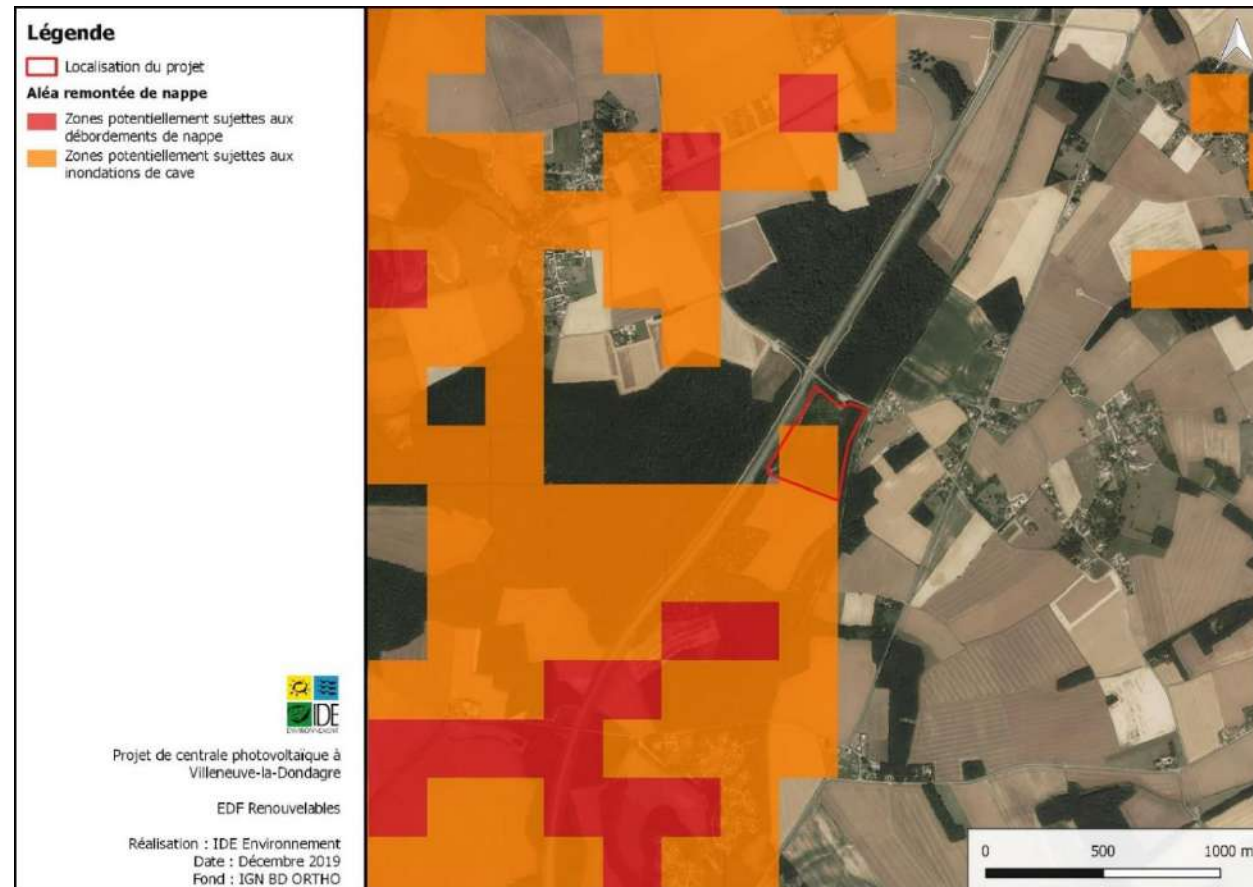 Légende
Localisation du projet
Aléa remontée de nappe
Zones potentiellement sujettes aux
débordements de nappe
Zones potentiellement sujettes aux
inondations de cave
IDE
ENVIRONNEMENT
Projet de centrale photovoltaïque à
Villeneuve-la-Dondagre
EDF Renouvelables
Réalisation : IDE Environnement
Date : Décembre 2019
Fond : IGN BD ORTHO
0 500 1000 m